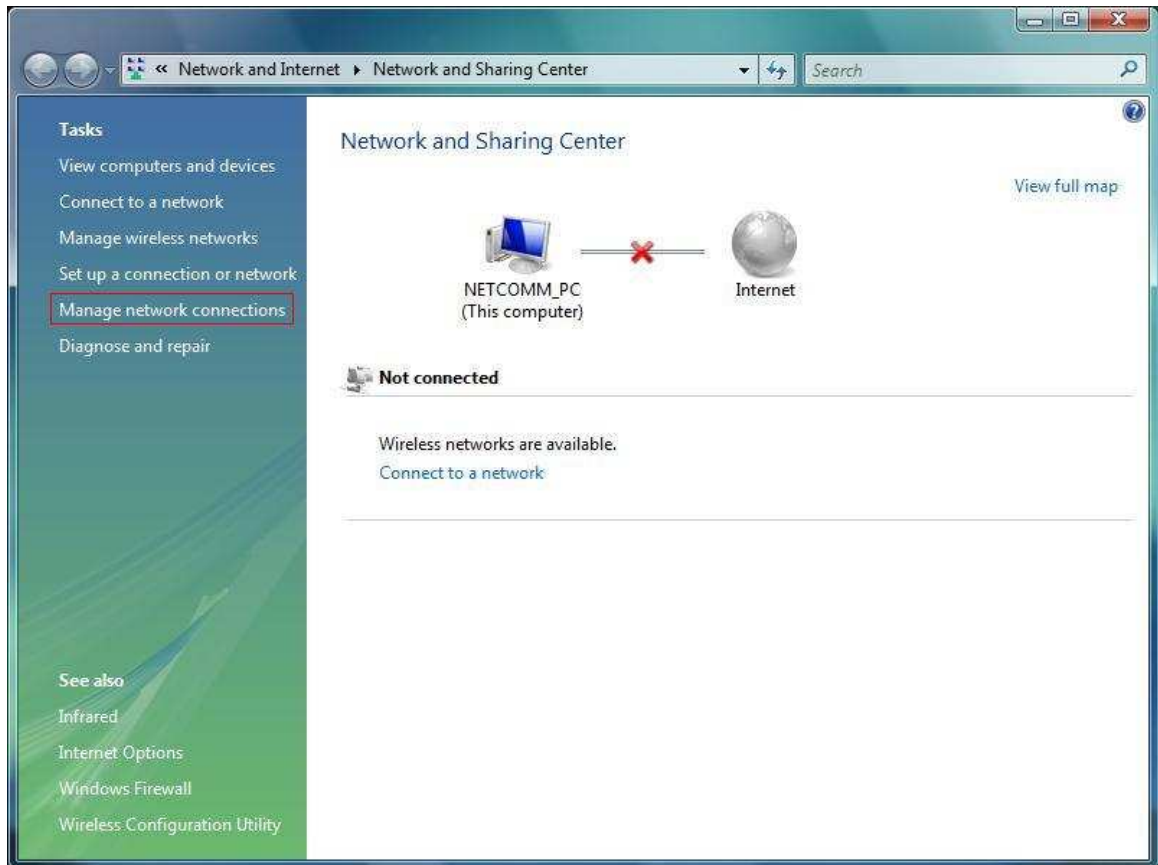 « Network and Internet ▸ Network and Sharing Center
Search
Tasks
View computers and devices
Connect to a network
Manage wireless networks
Set up a connection or network
Manage network connections
Diagnose and repair
See also
Infrared
Internet Options
Windows Firewall
Wireless Configuration Utility
Network and Sharing Center
View full map
NETCOMM_PC
(This computer)
Internet
Not connected
Wireless networks are available.
Connect to a network